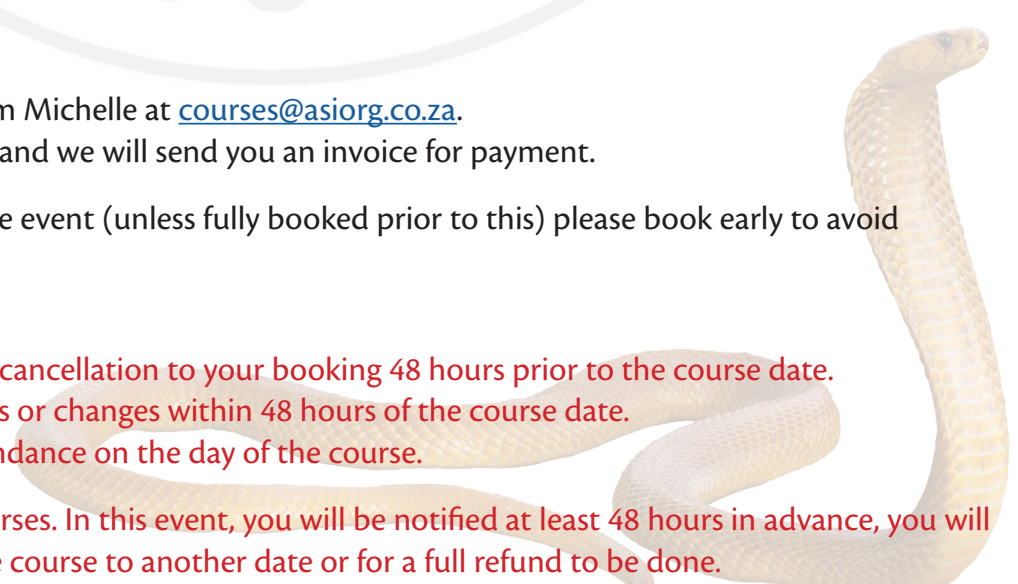 m Michelle at courses@asiorg.co.za.
and we will send you an invoice for payment.
e event (unless fully booked prior to this) please book early to avoid
cancellation to your booking 48 hours prior to the course date.
s or changes within 48 hours of the course date.
ndance on the day of the course.
rses. In this event, you will be notified at least 48 hours in advance, you will
e course to another date or for a full refund to be done.